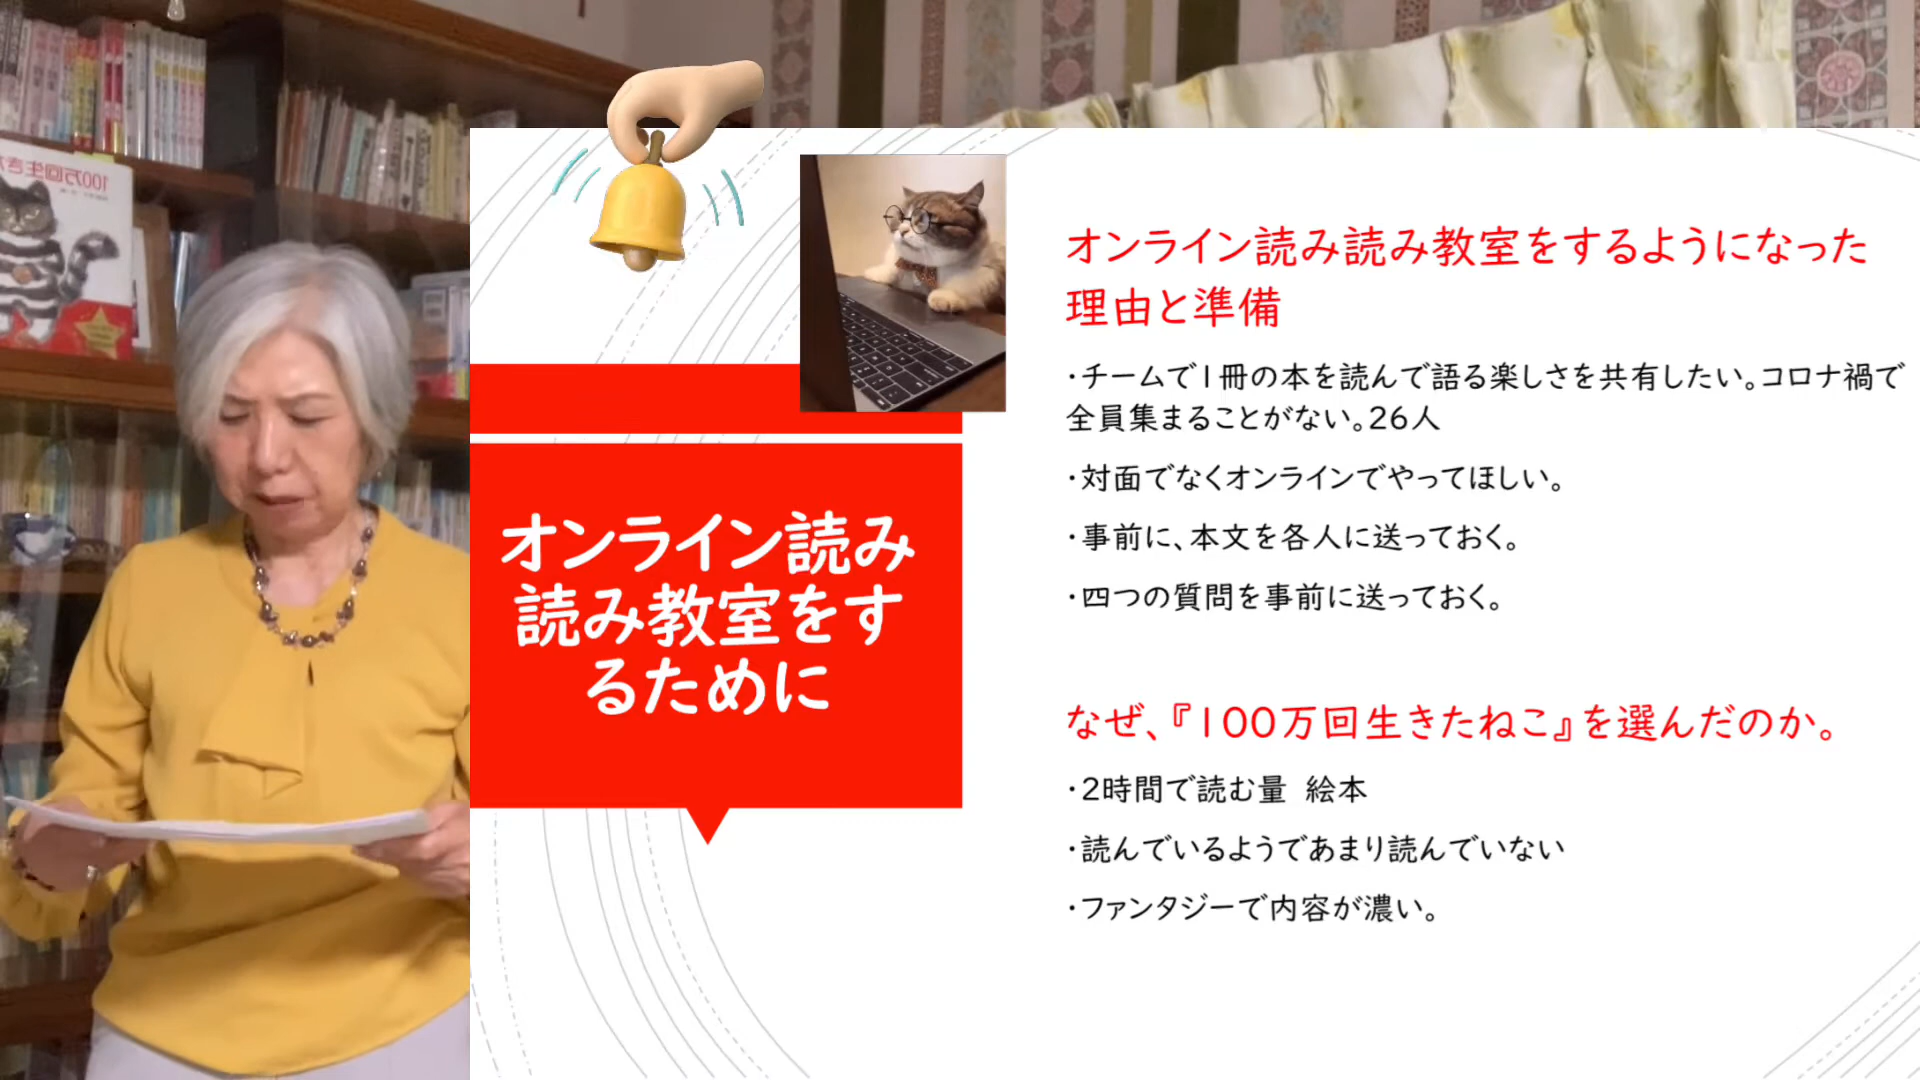 100万回生きた
オンライン読み
読み教室をす
るために
オンライン読み読み教室をするようになった
理由と準備
・チームで1冊の本を読んで語る楽しさを共有したい。コロナ禍で
全員集まることがない。26人
・対面でなくオンラインでやってほしい。
・事前に、本文を各人に送っておく。
・四つの質問を事前に送っておく。
なぜ、『100万回生きたねこ』を選んだのか。
・2時間で読む量 絵本
・読んでいるようであまり読んでいない
・ファンタジーで内容が濃い。